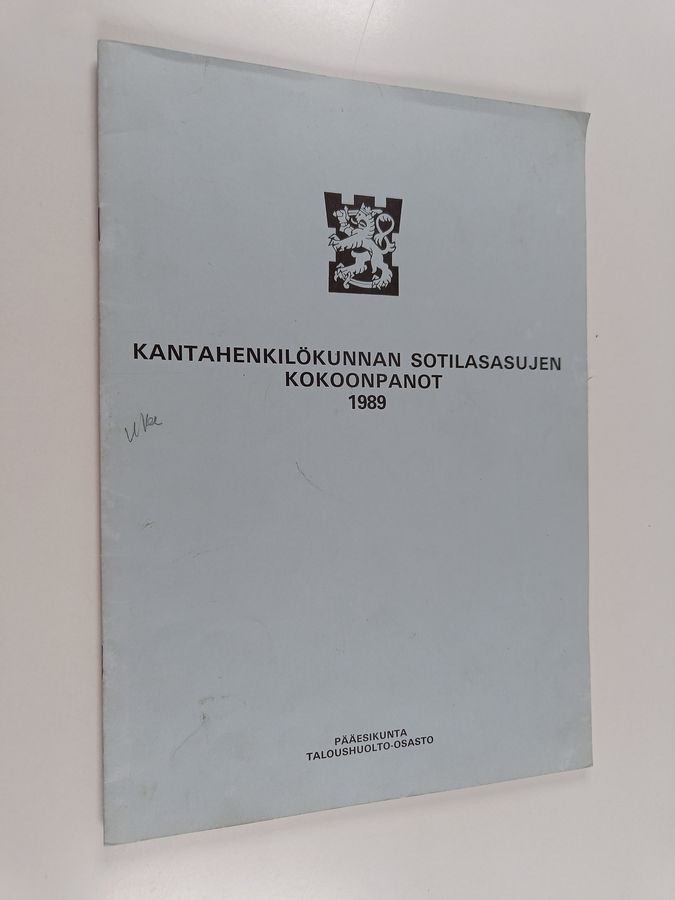 KANTAHENKILÖKUNNAN SOTILASASUJEN
KOKOONPANOT
1989
PÄÄESIKUNTA
TALOUSHUOLTO-OSASTO